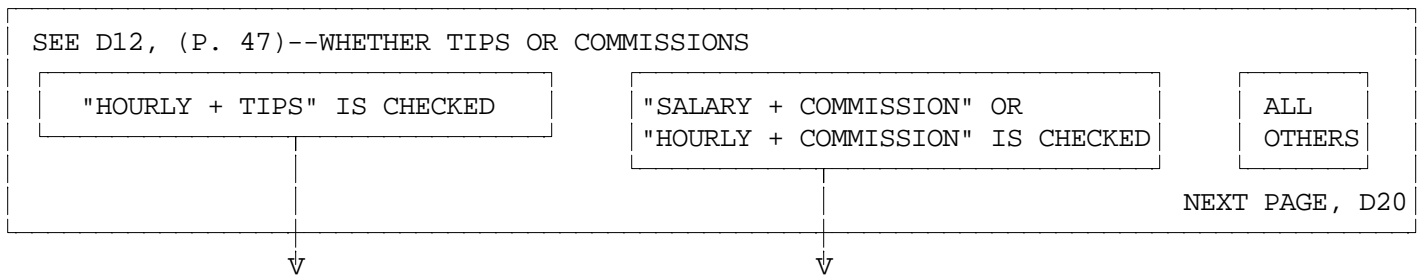 SEE D12, (P. 47)--WHETHER TIPS OR COMMISSIONS
"HOURLY + TIPS" IS CHECKED
"SALARY + COMMISSION" OR
"HOURLY + COMMISSION" IS CHECKED
ALL
OTHERS
NEXT PAGE, D20
V
V